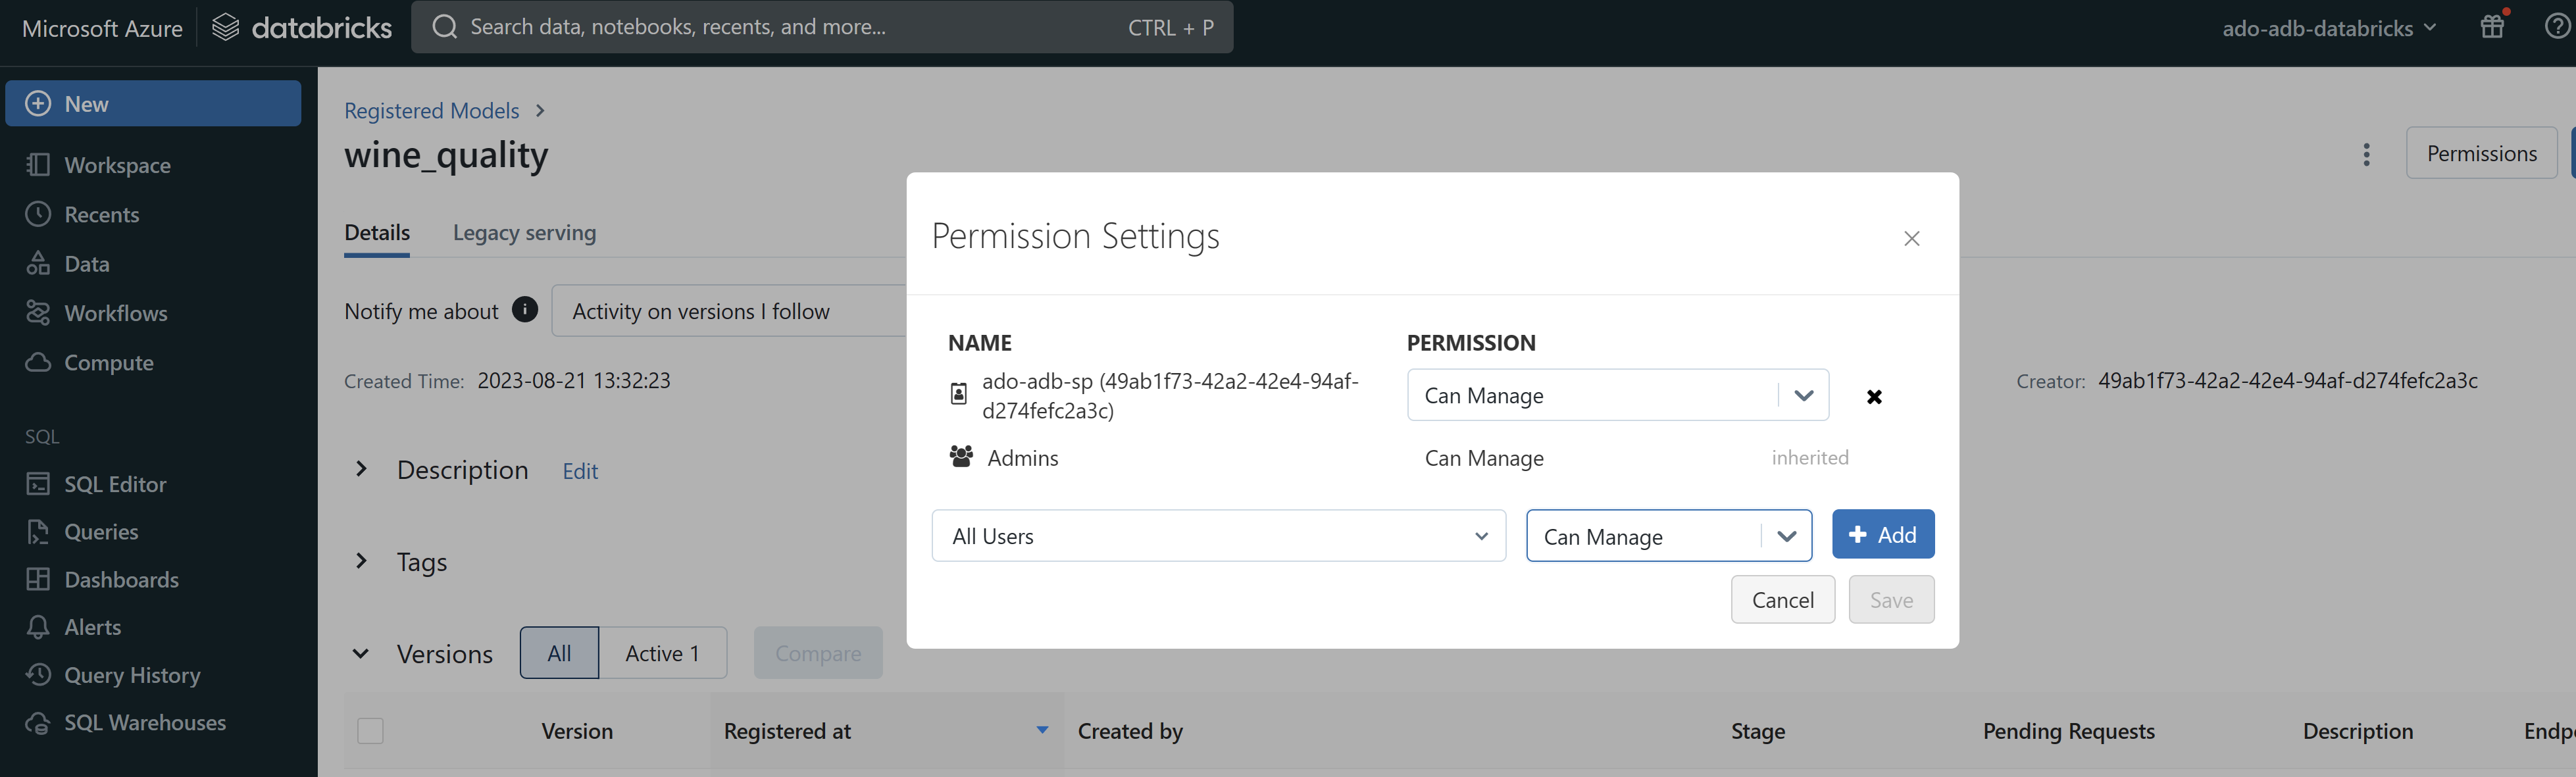 Microsoft Azure
databricks
Search data, notebooks, recents, and more...
CTRL + P
ado-adb-databricks
New
Workspace
Recents
Data
Workflows
Compute
SQL
SQL Editor
Queries
Dashboards
Alerts
Query History
SQL Warehouses
Registered Models
wine_quality
Permissions
Details
Legacy serving
Notify me about
Activity on versions I follow
Created Time: 2023-08-21 13:32:23
Creator: 49ab1f73-42a2-42e4-94af-d274fefc2a3c
Description
Edit
Tags
Versions
All
Active 1
Compare
Version
Registered at
Created by
Stage
Pending Requests
Description
Endp
Permission Settings
NAME
PERMISSION
ado-adb-sp (49ab1f73-42a2-42e4-94af-
d274fefc2a3c)
Can Manage
Admins
Can Manage
inherited
All Users
Can Manage
Add
Cancel
Save